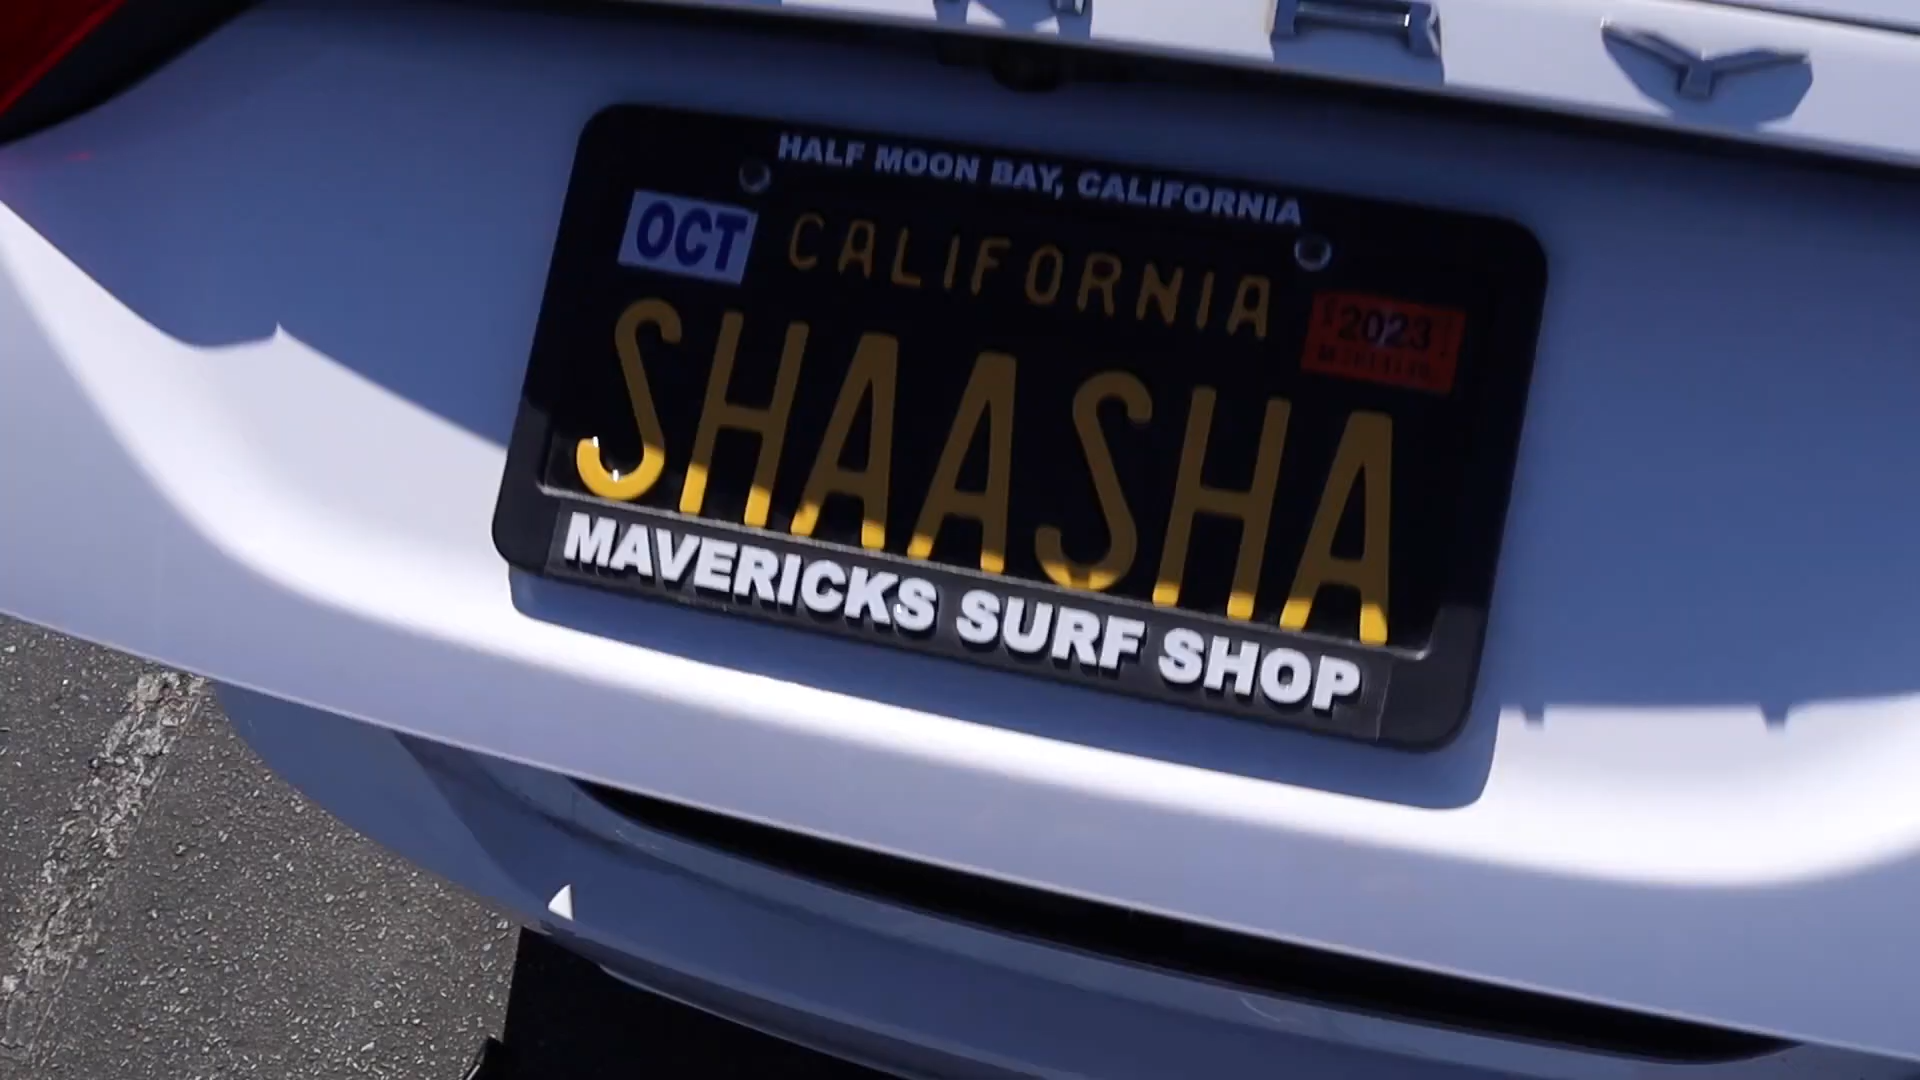 HALF MOON BAY, CALIFORNIA
OCT
CALIFORNIA
2023
SHAASHA
MAVERICKS SURF SHOP